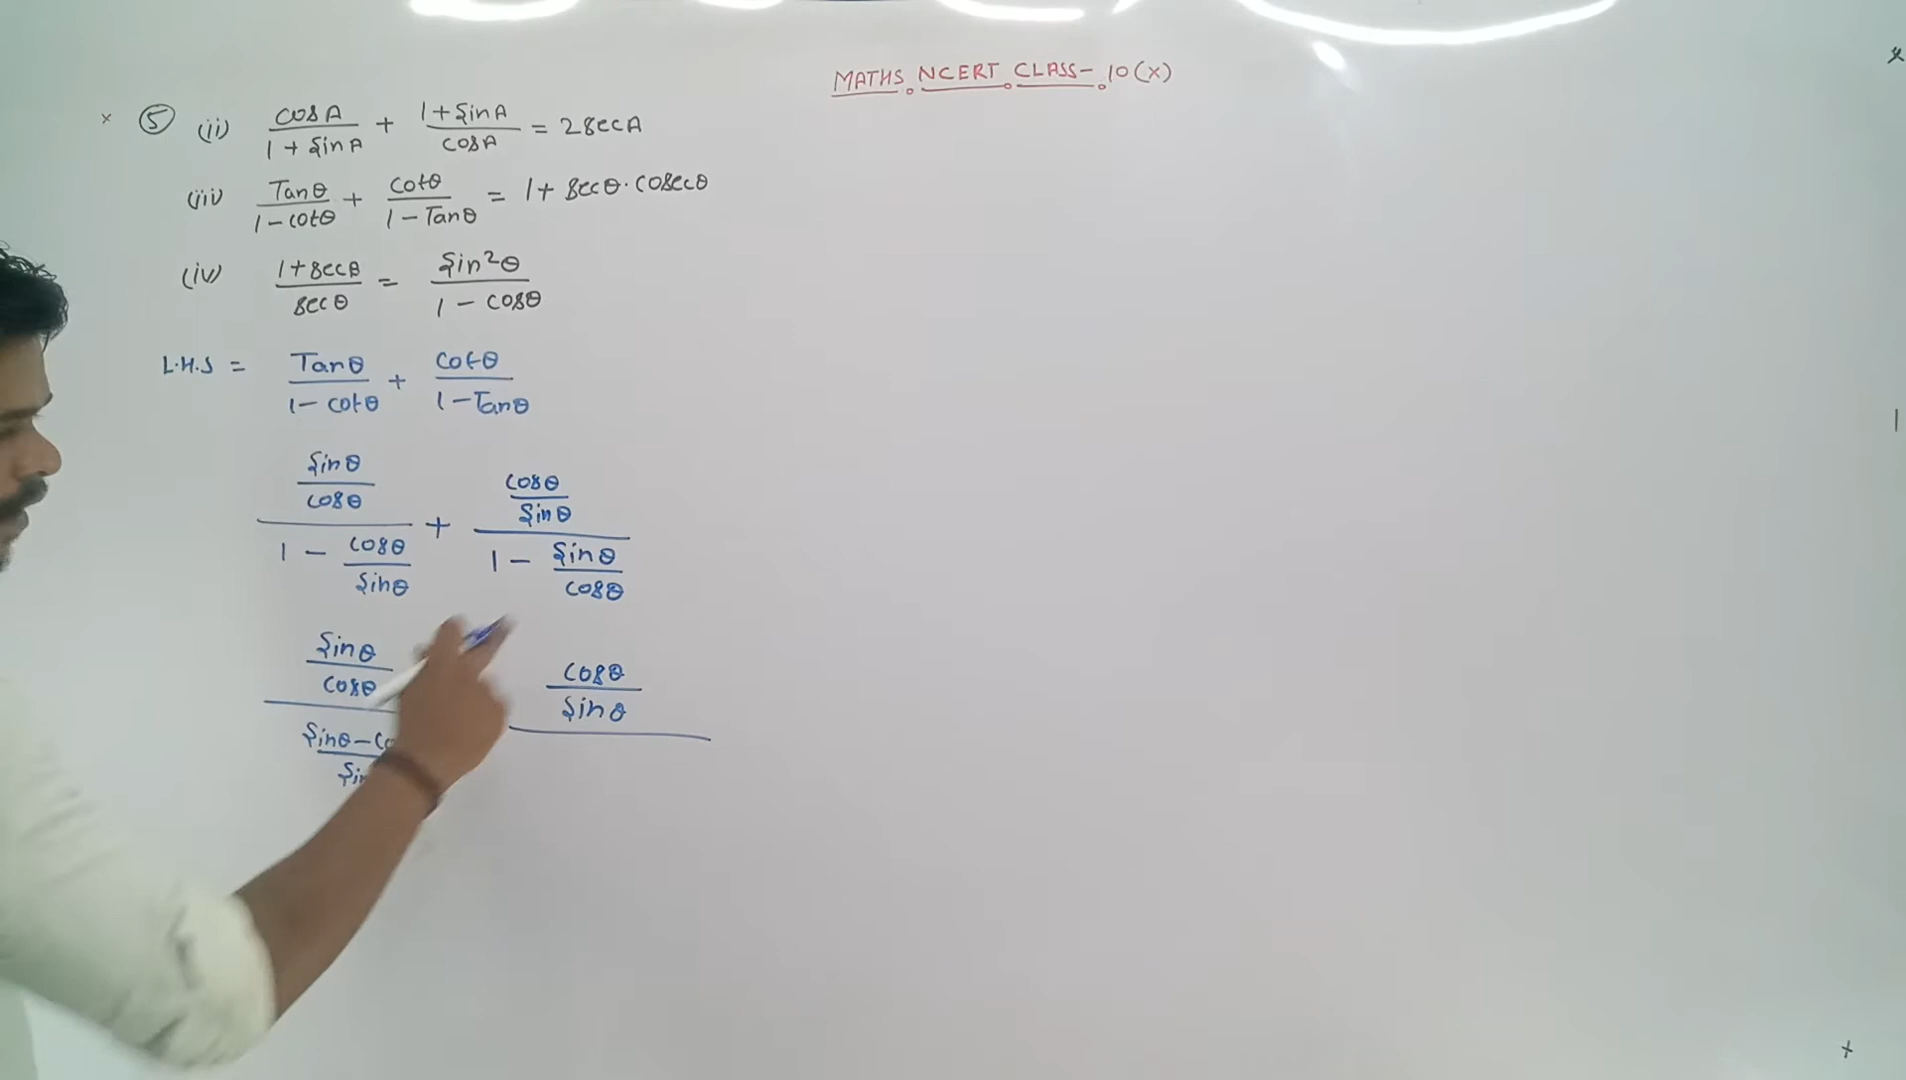 MATHS NCERT CLASS- 10(X)
× ⑤ (ii) cosA/(1+sinA) + (1+sinA)/cosA = 2secA
(iii) Tanθ/(1-cotθ) + cotθ/(1-Tanθ) = 1+secθ·cosecθ
(iv) (1+secθ)/secθ = sin²θ/(1-cosθ)
L.H.S = Tanθ/(1-cotθ) + cotθ/(1-Tanθ)
(sinθ/cosθ)/(1-cosθ/sinθ) + (cosθ/sinθ)/(1-sinθ/cosθ)
sinθ/cosθ cosθ/sinθ
sinθ-